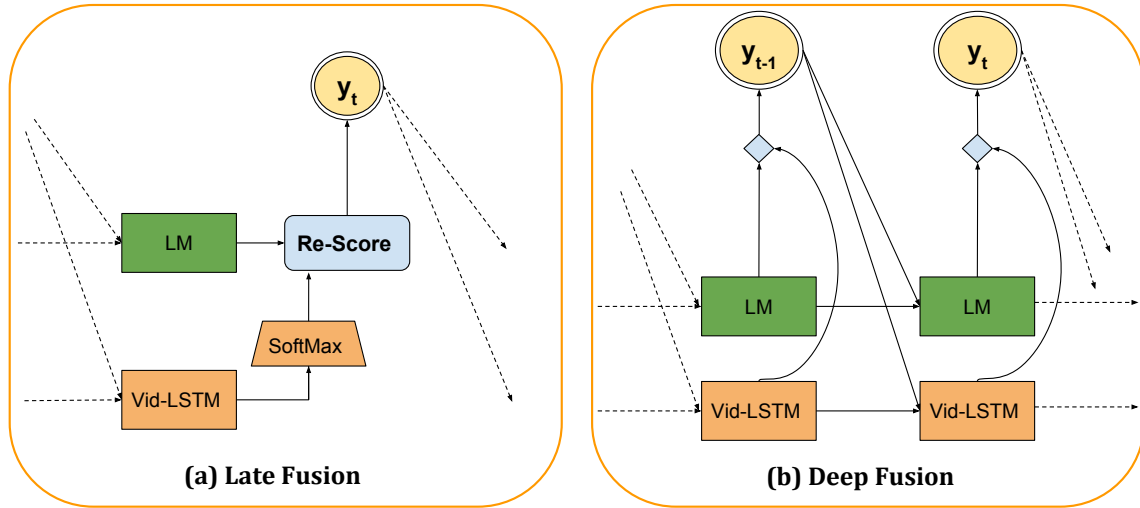 y_t
LM
Re-Score
SoftMax
Vid-LSTM
(a) Late Fusion
y_t-1
y_t
LM
LM
Vid-LSTM
Vid-LSTM
(b) Deep Fusion